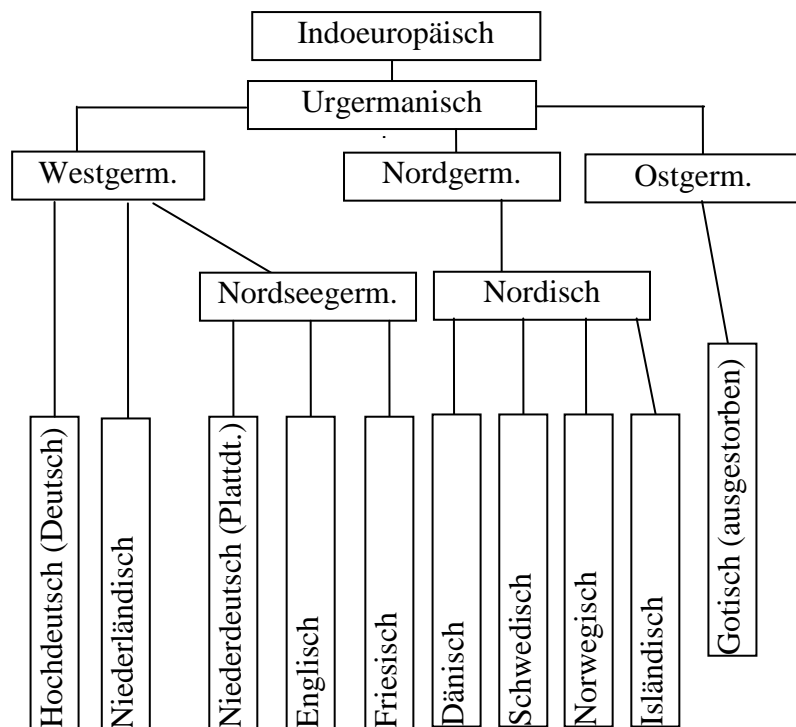 Indoeuropäisch
Urgermanisch
Westgerm.
Nordgerm.
Ostgerm.
Nordseegerm.
Nordisch
Hochdeutsch (Deutsch)
Niederländisch
Niederdeutsch (Plattdt.)
Englisch
Friesisch
Dänisch
Schwedisch
Norwegisch
Isländisch
Gotisch (ausgestorben)